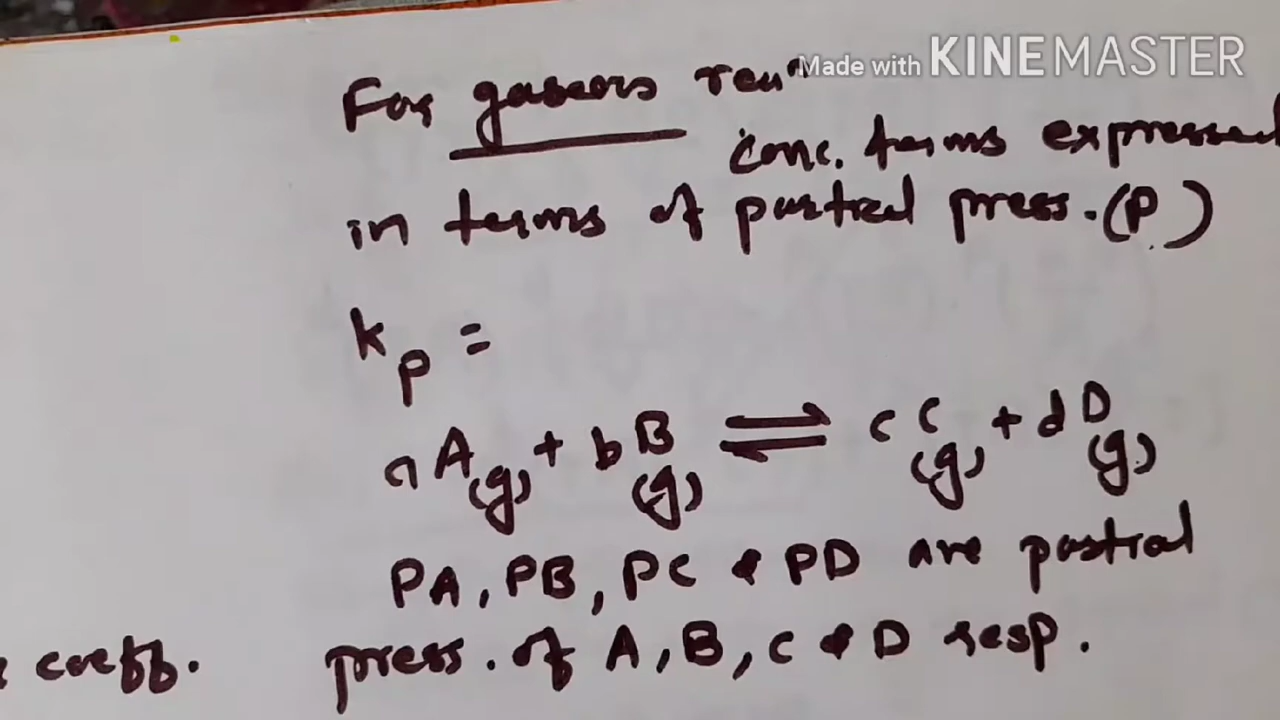 Made with KINEMASTER
For gaseous reaⁿ
conc. terms expressed
in terms of partial press. (P)
kp =
aA(g) + bB(g) ⇌ cC(g) + dD(g)
PA, PB, PC & PD are partial
coeff. press. of A, B, C & D resp.